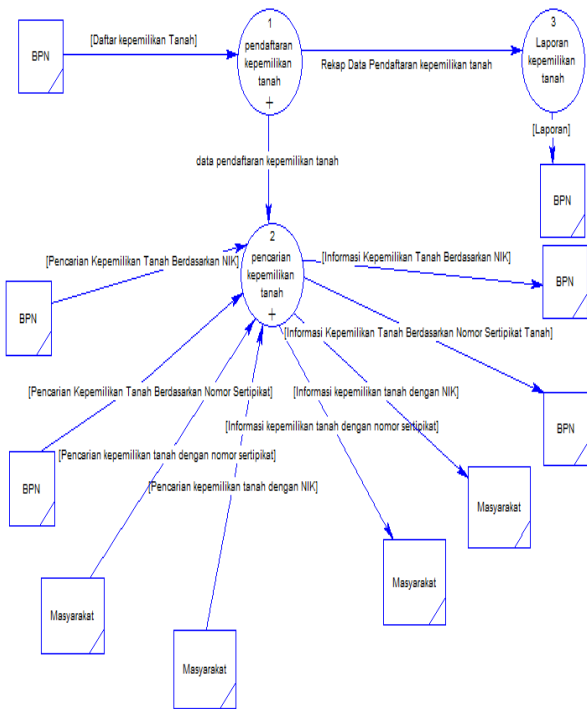 BPN
[Daftar kepemilikan Tanah]
1
pendaftaran
kepemilikan
tanah
+
Rekap Data Pendaftaran kepemilikan tanah
3
Laporan
kepemilikan
tanah
[Laporan]
BPN
data pendaftaran kepemilikan tanah
2
pencarian
kepemilikan
tanah
+
[Pencarian Kepemilikan Tanah Berdasarkan NIK]
BPN
[Informasi Kepemilikan Tanah Berdasarkan NIK]
BPN
[Informasi Kepemilikan Tanah Berdasarkan Nomor Sertipikat Tanah]
BPN
[Pencarian Kepemilikan Tanah Berdasarkan Nomor Sertipikat]
BPN
[Informasi kepemilikan tanah dengan NIK]
Masyarakat
[Informasi kepemilikan tanah dengan nomor sertipikat]
Masyarakat
[Pencarian kepemilikan tanah dengan nomor sertipikat]
Masyarakat
[Pencarian kepemilikan tanah dengan NIK]
Masyarakat